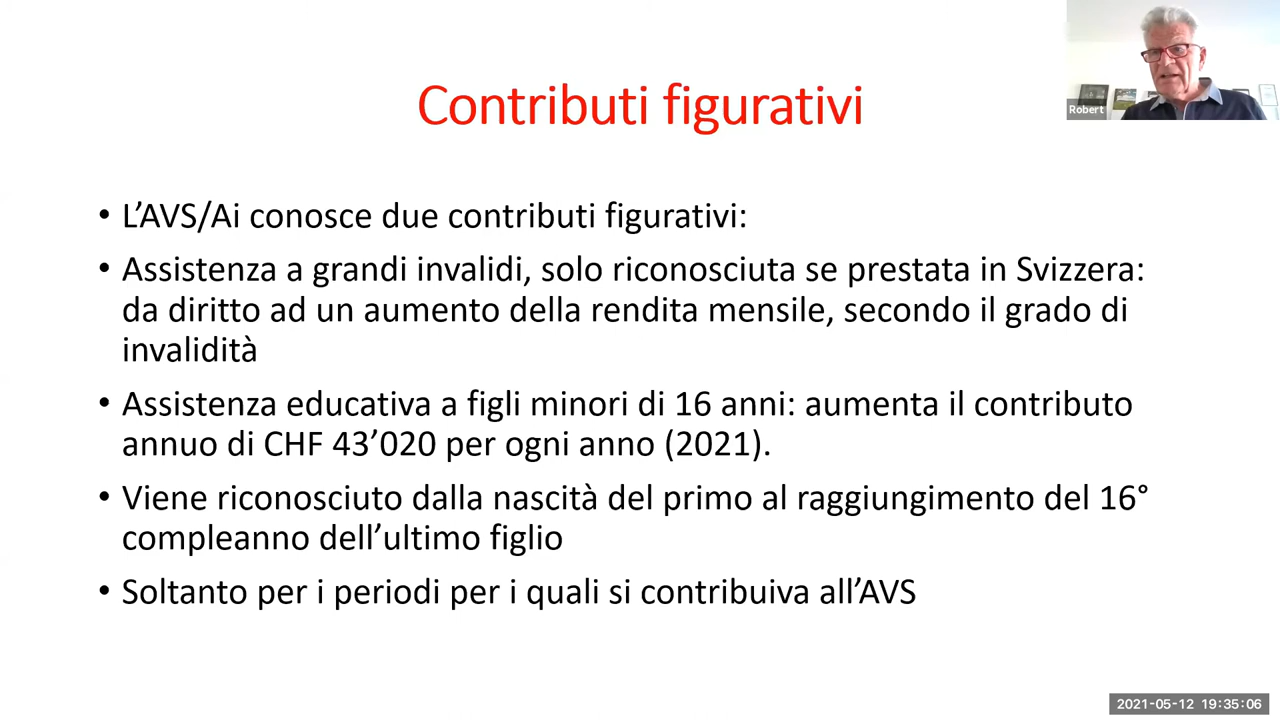 Contributi figurativi
Robert
• L’AVS/Ai conosce due contributi figurativi:
• Assistenza a grandi invalidi, solo riconosciuta se prestata in Svizzera:
da diritto ad un aumento della rendita mensile, secondo il grado di
invalidità
• Assistenza educativa a figli minori di 16 anni: aumenta il contributo
annuo di CHF 43’020 per ogni anno (2021).
• Viene riconosciuto dalla nascità del primo al raggiungimento del 16°
compleanno dell’ultimo figlio
• Soltanto per i periodi per i quali si contribuiva all’AVS
2021-05-12 19:35:06